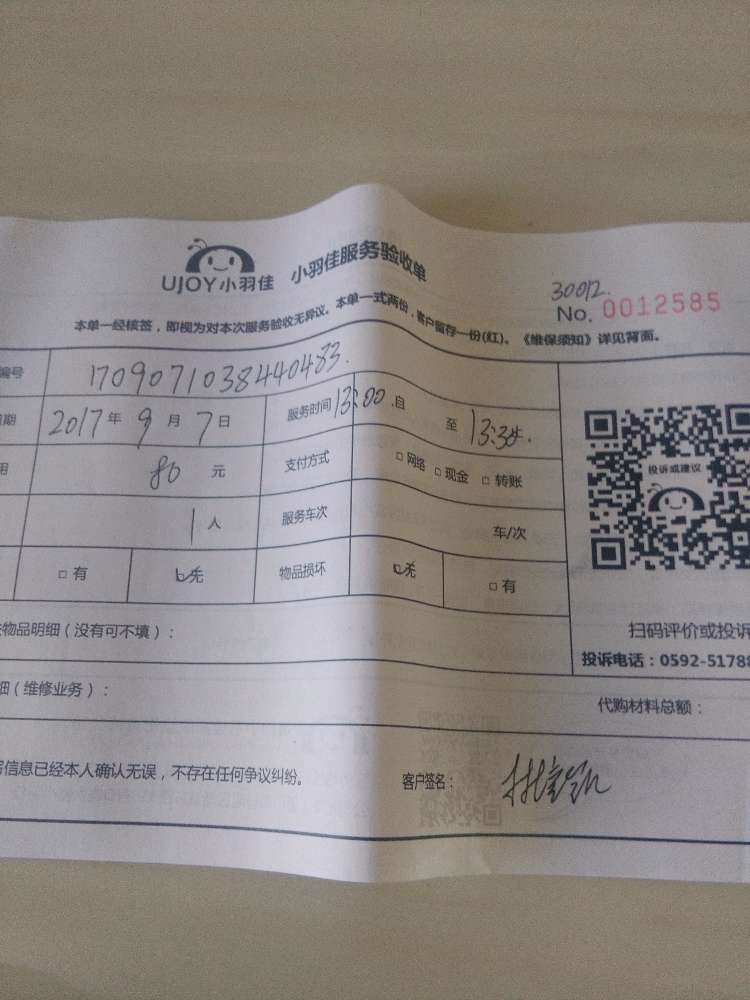 UJOY小羽佳 小羽佳服务验收单
30012.
No. 0012585
本单一经核签，即视为对本次服务验收无异议。本单一式两份，客户留存一份(红)。《维保须知》详见背面。
编号 1709071038440483.
期 2017年9月7日 服务时间 13:00 自 至 13:30.
用 80 元 支付方式 □网络 □现金 □转账
1人 服务车次 车/次
□有 □无 物品损坏 □无 □有
投诉或建议
扫码评价或投诉
投诉电话：0592-51788
物品明细（没有可不填）：
细（维修业务）： 代购材料总额：
写信息已经本人确认无误，不存在任何争议纠纷。 客户签名：